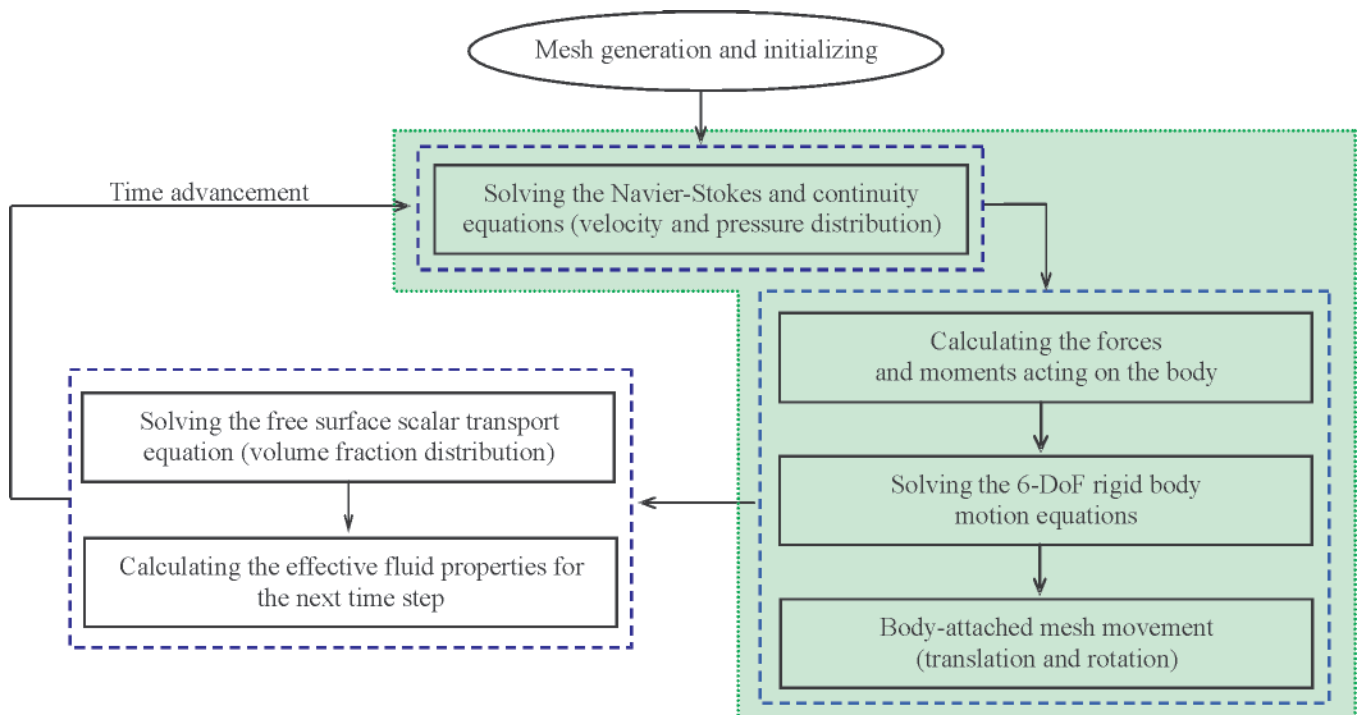 Mesh generation and initializing
Time advancement
Solving the Navier-Stokes and continuity
equations (velocity and pressure distribution)
Calculating the forces
and moments acting on the body
Solving the 6-DoF rigid body
motion equations
Body-attached mesh movement
(translation and rotation)
Solving the free surface scalar transport
equation (volume fraction distribution)
Calculating the effective fluid properties for
the next time step